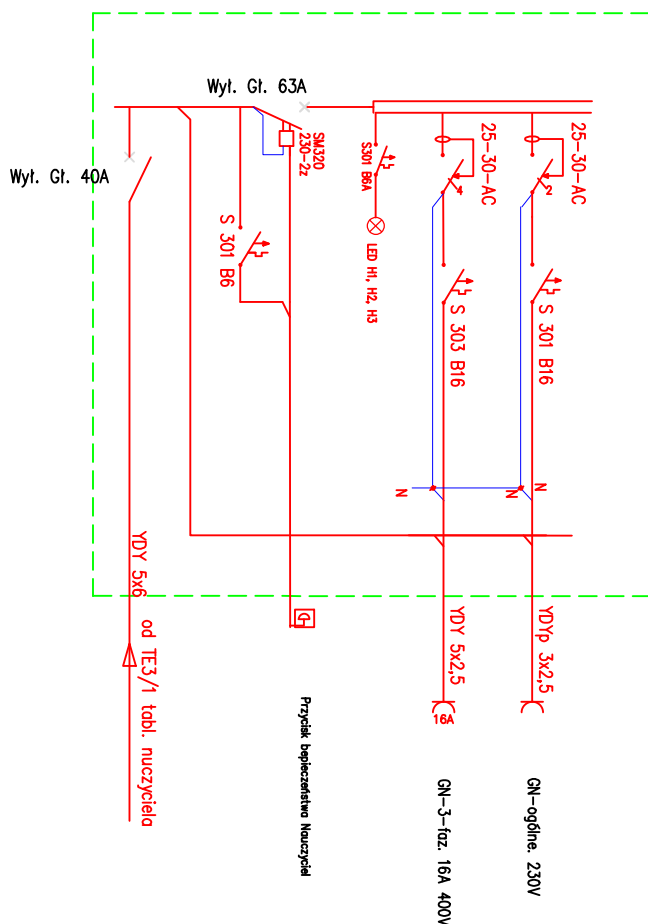 Wył. Gł. 63A
Wył. Gł. 40A
SM320
230-2z
S301 B6A
LED H1, H2, H3
25-30-AC
4
25-30-AC
2
S 301 B6
S 303 B16
S 301 B16
N
N
N
YDY 5x6
od TE3/1 tabl. nuczyciela
YDY 5x2,5
YDYp 3x2,5
16A
Przycisk bepieczeństwa Nauczyciel
GN-3-faz. 16A 400V
GN-ogólne. 230V